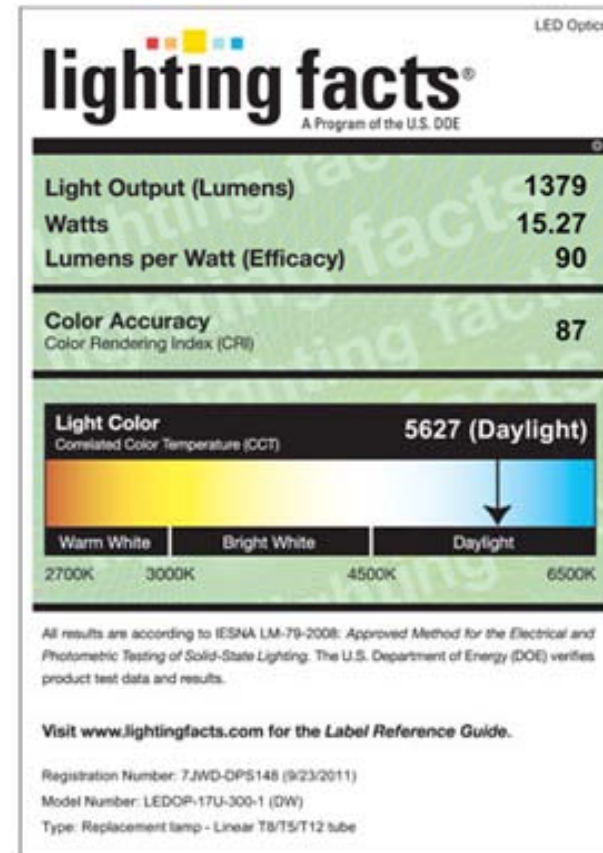 LED Optics
lighting facts®
A Program of the U.S. DOE
Light Output (Lumens) 1379
Watts 15.27
Lumens per Watt (Efficacy) 90
Color Accuracy 87
Color Rendering Index (CRI)
Light Color 5627 (Daylight)
Correlated Color Temperature (CCT)
Warm White Bright White Daylight
2700K 3000K 4500K 6500K
All results are according to IESNA LM-79-2008: Approved Method for the Electrical and
Photometric Testing of Solid-State Lighting. The U.S. Department of Energy (DOE) verifies
product test data and results.
Visit www.lightingfacts.com for the Label Reference Guide.
Registration Number: 7JWD-DPS148 (9/23/2011)
Model Number: LEDOP-17U-300-1 (DW)
Type: Replacement lamp - Linear T8/T5/T12 tube